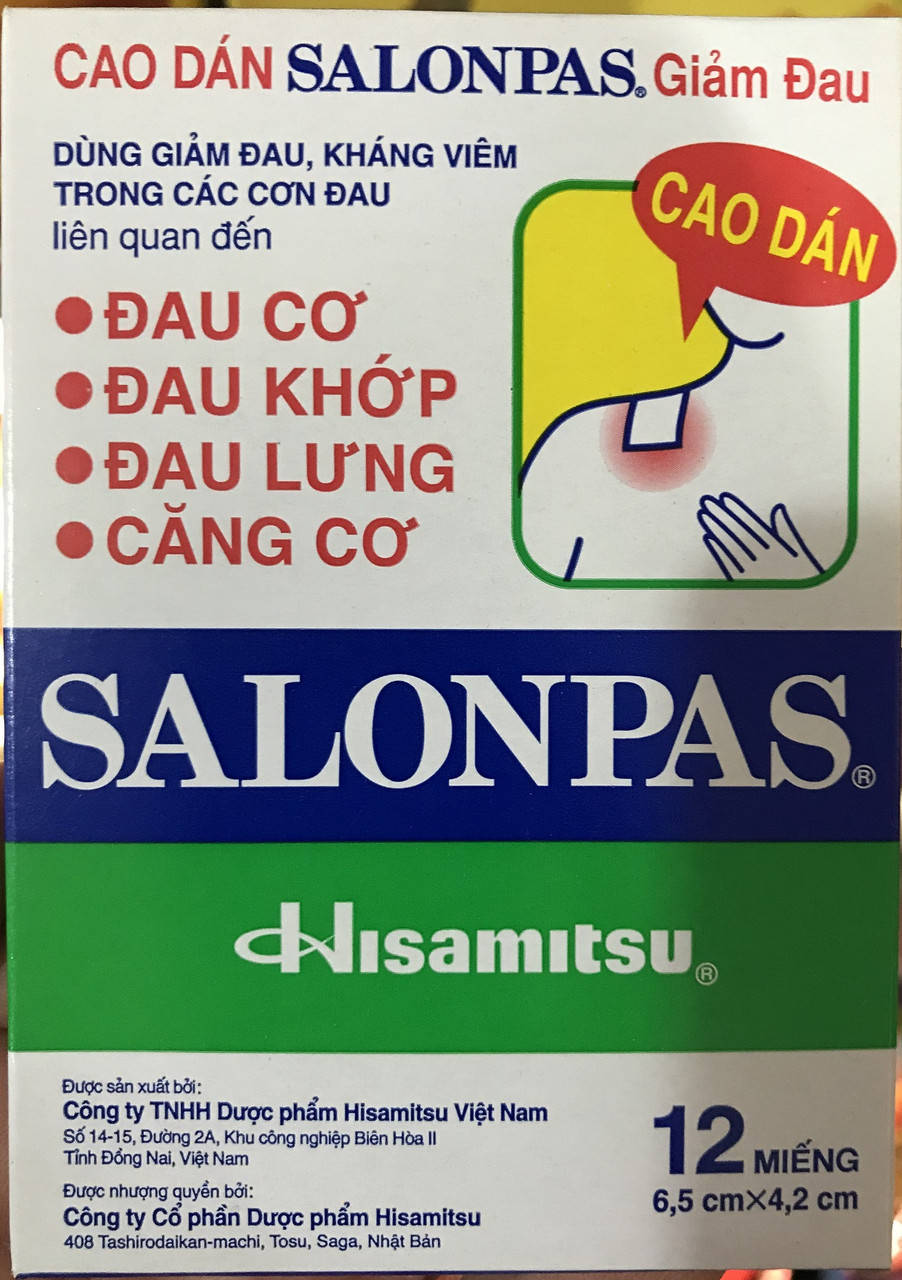 CAO DÁN SALONPAS® Giảm Đau
DÙNG GIẢM ĐAU, KHÁNG VIÊM
TRONG CÁC CƠN ĐAU
liên quan đến
CAO DÁN
● ĐAU CƠ
● ĐAU KHỚP
● ĐAU LƯNG
● CĂNG CƠ
SALONPAS®
Hisamitsu®
Được sản xuất bởi:
Công ty TNHH Dược phẩm Hisamitsu Việt Nam
Số 14-15, Đường 2A, Khu công nghiệp Biên Hòa II
Tỉnh Đồng Nai, Việt Nam
Được nhượng quyền bởi:
Công ty Cổ phần Dược phẩm Hisamitsu
408 Tashirodaikan-machi, Tosu, Saga, Nhật Bản
12 MIẾNG
6,5 cm×4,2 cm